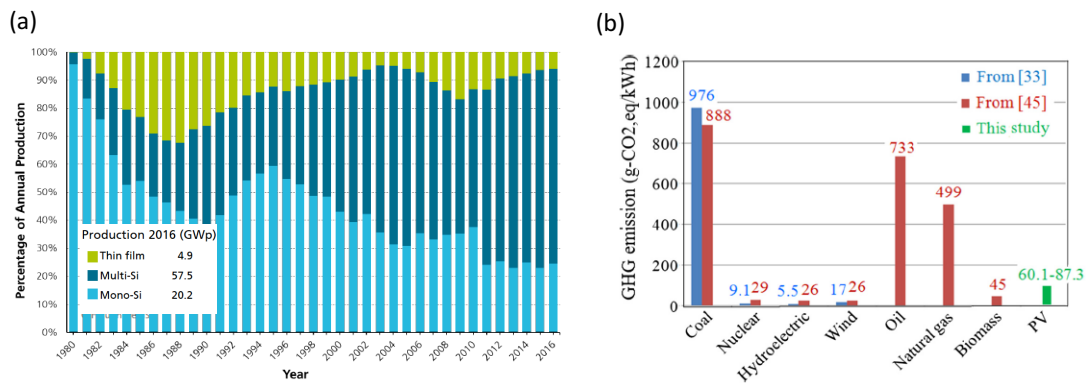 (a)
100%
90%
80%
70%
60%
50%
40%
30%
20%
10%
0%
Percentage of Annual Production
Production 2016 (GWp)
Thin film 4.9
Multi-Si 57.5
Mono-Si 20.2
1980 1982 1984 1986 1988 1990 1992 1994 1996 1998 2000 2002 2004 2006 2008 2010 2012 2014 2016
Year
(b)
1200
1000
800
600
400
200
0
GHG emission (g-CO2,eq/kWh)
From [33]
From [45]
This study
976 888
9.1 29
5.5 26
17 26
733
499
45
60.1-87.3
Coal Nuclear Hydroelectric Wind Oil Natural gas Biomass PV